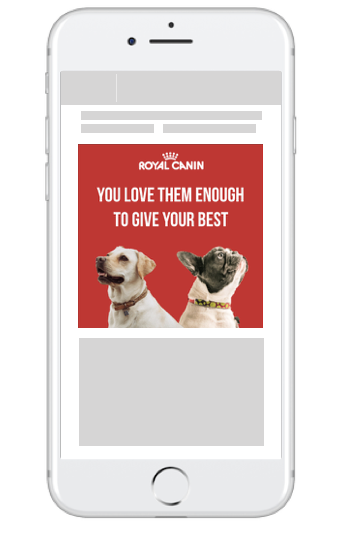 ROYAL CANIN
YOU LOVE THEM ENOUGH
TO GIVE YOUR BEST